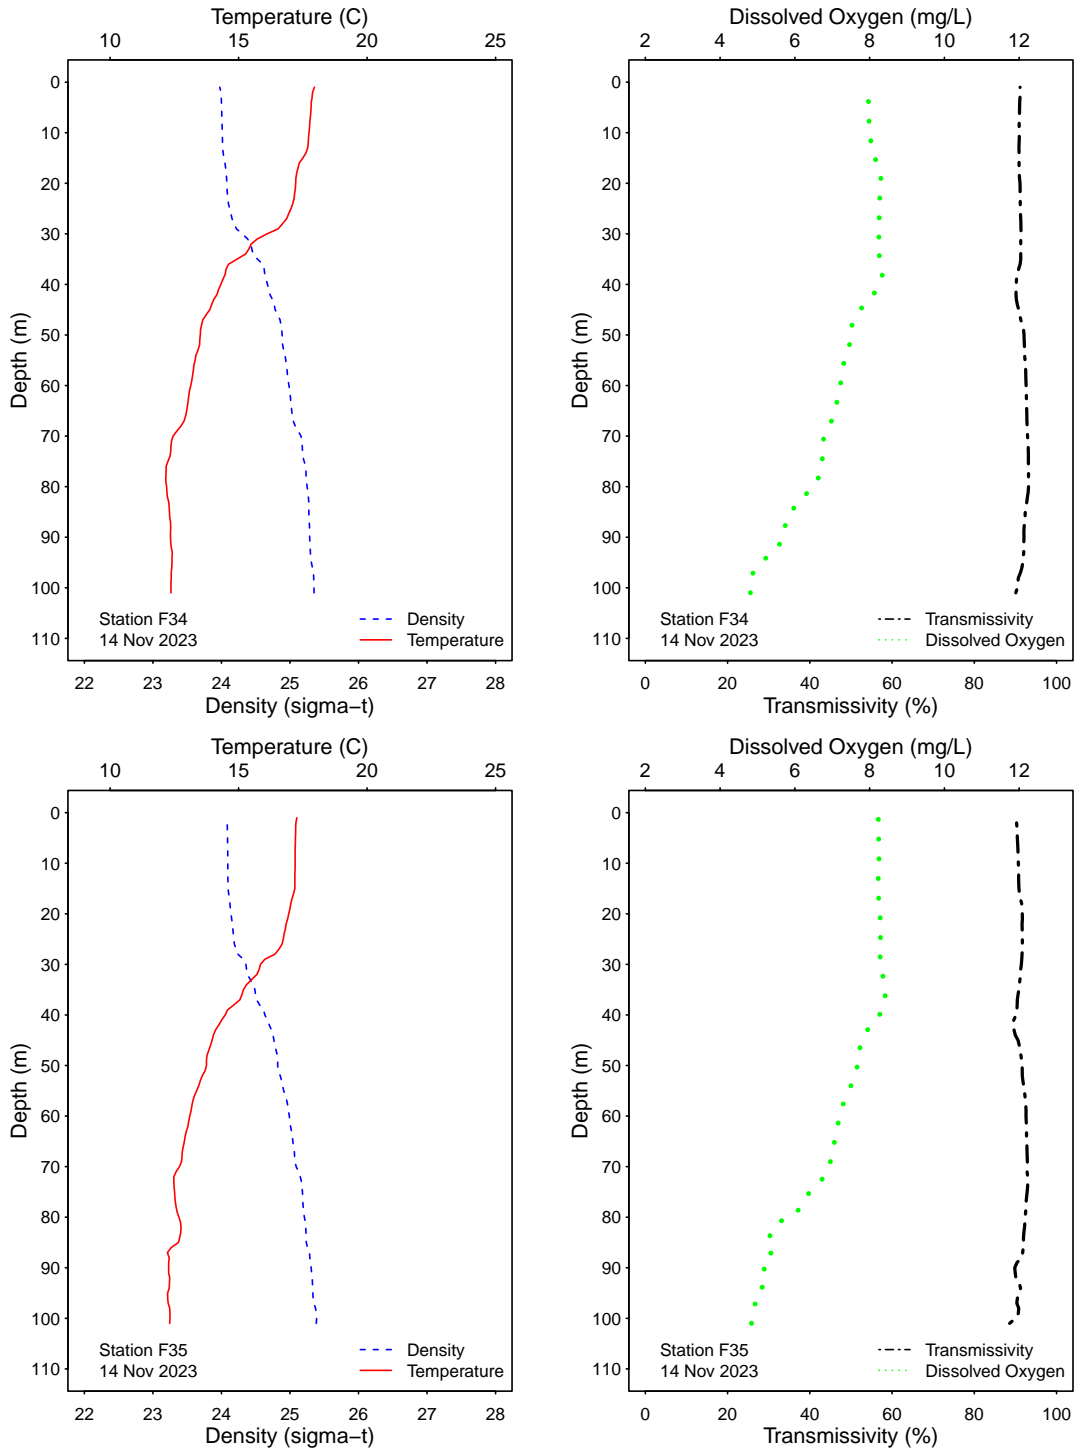 Temperature (C)
10 15 20 25
0
10
20
30
40
50
60
70
80
90
100
110
Depth (m)
Station F34
14 Nov 2023
Density
Temperature
22 23 24 25 26 27 28
Density (sigma−t)
Dissolved Oxygen (mg/L)
2 4 6 8 10 12
0
10
20
30
40
50
60
70
80
90
100
110
Depth (m)
Station F34
14 Nov 2023
Transmissivity
Dissolved Oxygen
0 20 40 60 80 100
Transmissivity (%)
Temperature (C)
10 15 20 25
0
10
20
30
40
50
60
70
80
90
100
110
Depth (m)
Station F35
14 Nov 2023
Density
Temperature
22 23 24 25 26 27 28
Density (sigma−t)
Dissolved Oxygen (mg/L)
2 4 6 8 10 12
0
10
20
30
40
50
60
70
80
90
100
110
Depth (m)
Station F35
14 Nov 2023
Transmissivity
Dissolved Oxygen
0 20 40 60 80 100
Transmissivity (%)